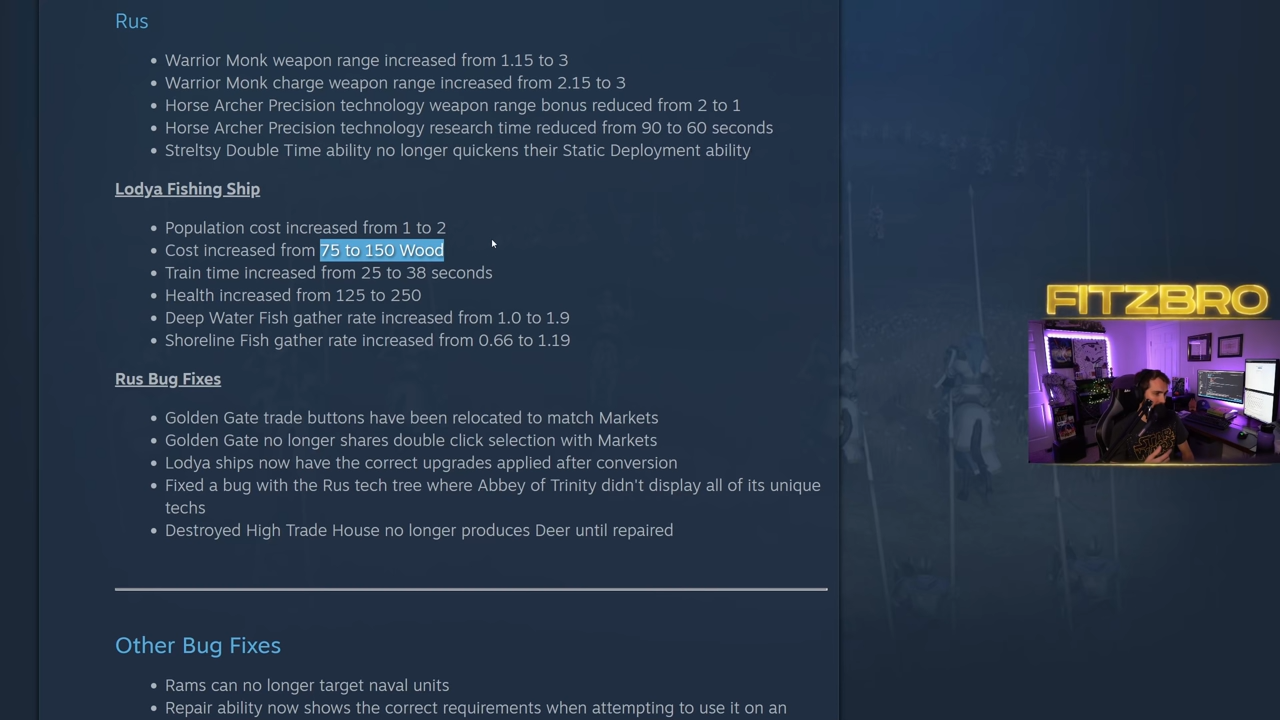 Rus
• Warrior Monk weapon range increased from 1.15 to 3
• Warrior Monk charge weapon range increased from 2.15 to 3
• Horse Archer Precision technology weapon range bonus reduced from 2 to 1
• Horse Archer Precision technology research time reduced from 90 to 60 seconds
• Streltsy Double Time ability no longer quickens their Static Deployment ability
Lodya Fishing Ship
• Population cost increased from 1 to 2
• Cost increased from 75 to 150 Wood
• Train time increased from 25 to 38 seconds
• Health increased from 125 to 250
• Deep Water Fish gather rate increased from 1.0 to 1.9
• Shoreline Fish gather rate increased from 0.66 to 1.19
FITZBRO
Rus Bug Fixes
• Golden Gate trade buttons have been relocated to match Markets
• Golden Gate no longer shares double click selection with Markets
• Lodya ships now have the correct upgrades applied after conversion
• Fixed a bug with the Rus tech tree where Abbey of Trinity didn't display all of its unique
techs
• Destroyed High Trade House no longer produces Deer until repaired
Other Bug Fixes
• Rams can no longer target naval units
• Repair ability now shows the correct requirements when attempting to use it on an